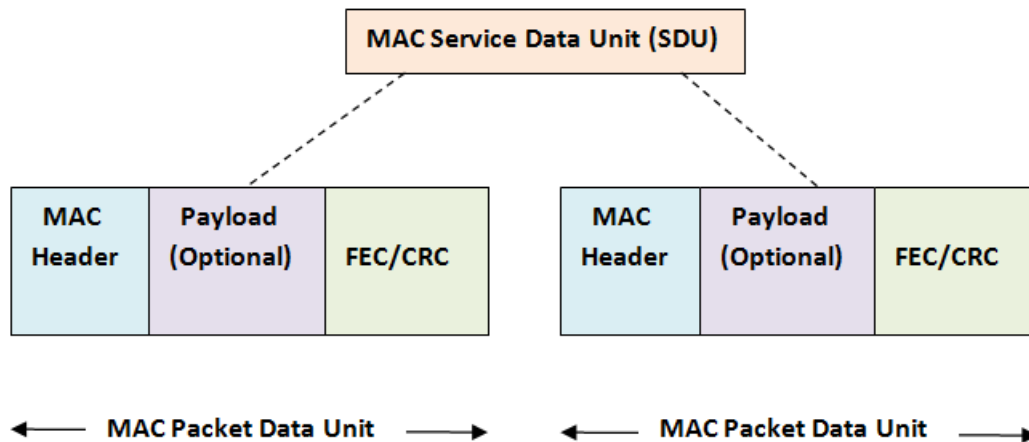 MAC Service Data Unit (SDU)
MAC
Header
Payload
(Optional)
FEC/CRC
MAC
Header
Payload
(Optional)
FEC/CRC
MAC Packet Data Unit
MAC Packet Data Unit